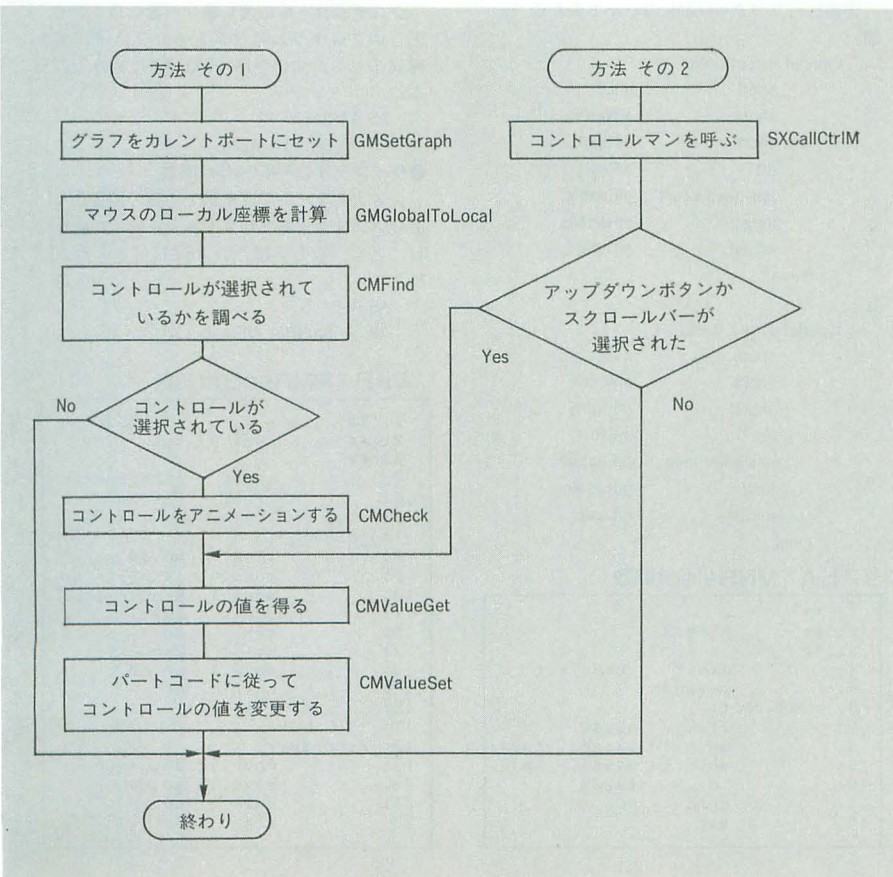 方法 その1
グラフをカレントポートにセット
GMSetGraph
マウスのローカル座標を計算
GMGlobalToLocal
コントロールが選択されて
いるかを調べる
CMFind
コントロールが
選択されている
No
Yes
コントロールをアニメーションする
CMCheck
コントロールの値を得る
CMValueGet
パートコードに従って
コントロールの値を変更する
CMValueSet
終わり
方法 その2
コントロールマンを呼ぶ
SXCallCtrlM
アップダウンボタンか
スクロールバーが
選択された
Yes
No